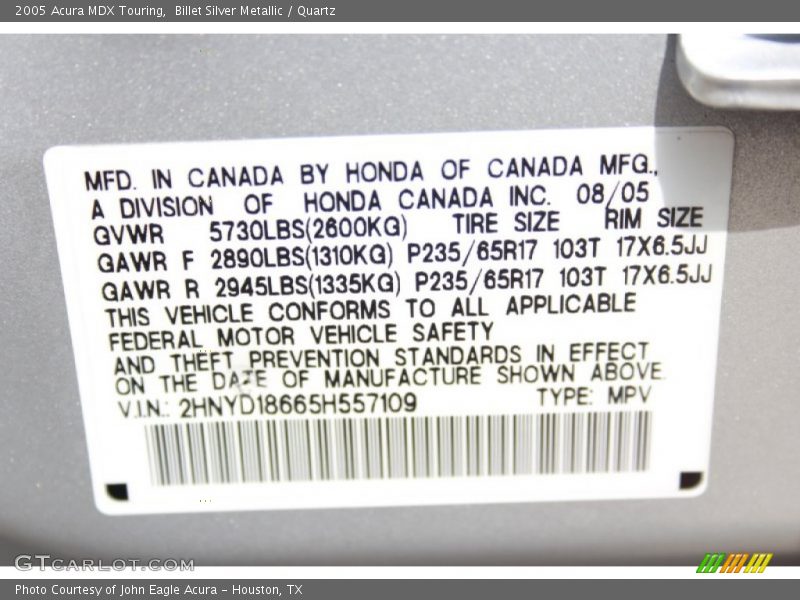 2005 Acura MDX Touring, Billet Silver Metallic / Quartz
MFD. IN CANADA BY HONDA OF CANADA MFG.,
A DIVISION OF HONDA CANADA INC. 08/05
GVWR 5730LBS(2600KG) TIRE SIZE RIM SIZE
GAWR F 2890LBS(1310KG) P235/65R17 103T 17X6.5JJ
GAWR R 2945LBS(1335KG) P235/65R17 103T 17X6.5JJ
THIS VEHICLE CONFORMS TO ALL APPLICABLE
FEDERAL MOTOR VEHICLE SAFETY
AND THEFT PREVENTION STANDARDS IN EFFECT
ON THE DATE OF MANUFACTURE SHOWN ABOVE.
V.I.N.: 2HNYD18665H557109 TYPE: MPV
GTCARLOT.COM
Photo Courtesy of John Eagle Acura - Houston, TX